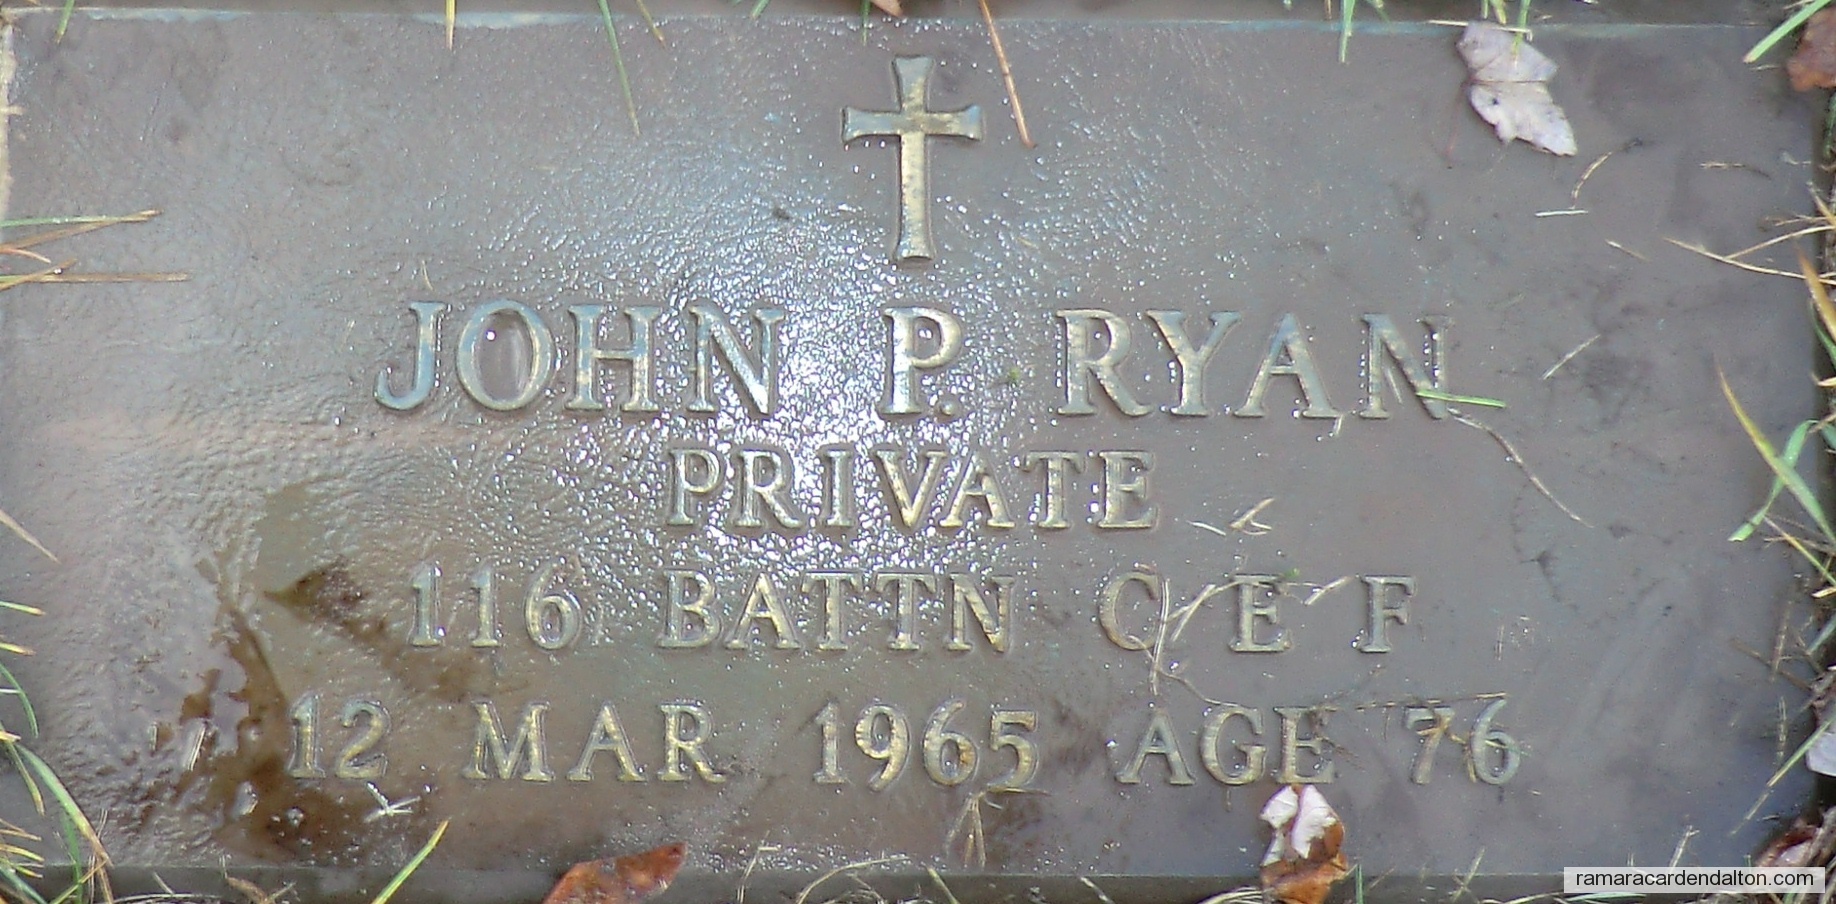 JOHN P. RYAN
PRIVATE
116 BATTN C E F
12 MAR 1965 AGE 76
ramaracardendalton.com